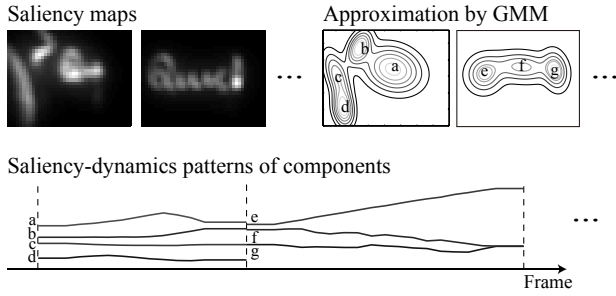 Saliency maps
Approximation by GMM
...
b
a
c
d
e
f
g
...
Saliency-dynamics patterns of components
a
b
c
d
e
f
g
...
Frame